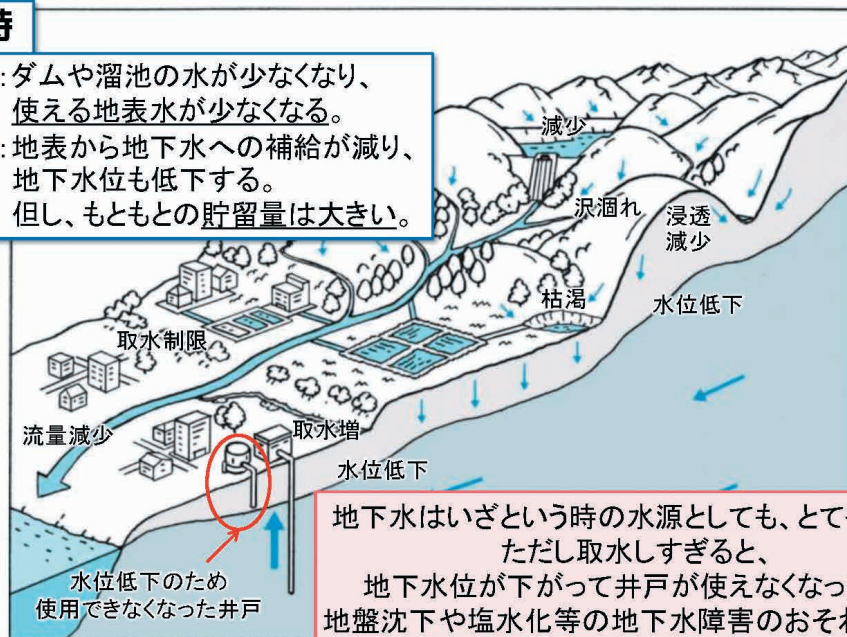 時
：ダムや溜池の水が少なくなり、
使える地表水が少なくなる。
：地表から地下水への補給が減り、
地下水位も低下する。
但し、もともとの貯留量は大きい。
減少
沢涸れ
浸透
減少
枯渇
水位低下
取水制限
流量減少
取水増
水位低下
水位低下のため
使用できなくなった井戸
地下水はいざという時の水源としても、とて
ただし取水しすぎると、
地下水位が下がって井戸が使えなくなっ
地盤沈下や塩水化等の地下水障害のおそれ